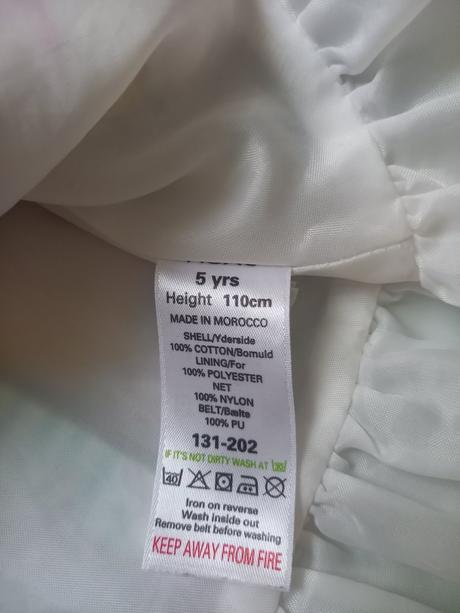 5 yrs
Height 110cm
MADE IN MOROCCO
SHELL/Yderside
100% COTTON/Bomuld
LINING/For
100% POLYESTER
NET
100% NYLON
BELT/Bælte
100% PU
131-202
IF IT'S NOT DIRTY WASH AT 30
40
Iron on reverse
Wash inside out
Remove belt before washing
KEEP AWAY FROM FIRE